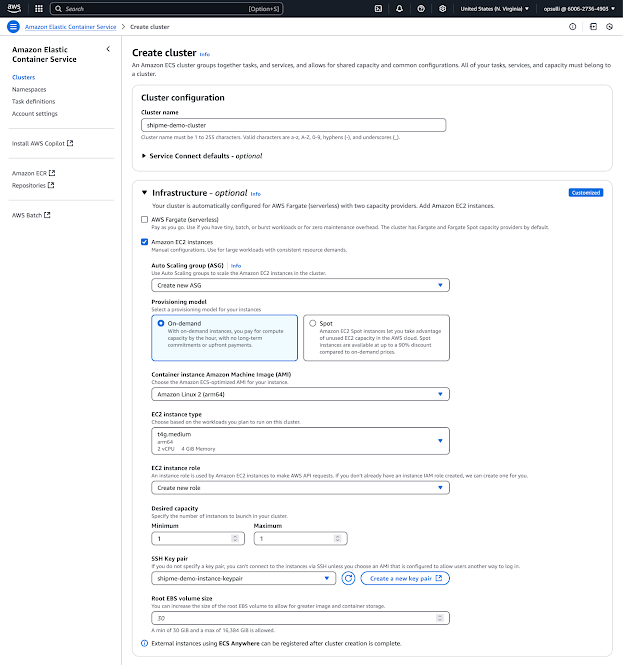 aws
Search
[Option+S]
United States (N. Virginia)
opsalli @ 6006-2736-4903
Amazon Elastic Container Service
Create cluster
Amazon Elastic
Container Service
Clusters
Namespaces
Task definitions
Account settings
Install AWS Copilot
Amazon ECR
Repositories
AWS Batch
Create cluster Info
An Amazon ECS cluster groups together tasks, and services, and allows for shared capacity and common configurations. All of your tasks, services, and capacity must belong to
a cluster.
Cluster configuration
Cluster name
shipme-demo-cluster
Cluster name must be 1 to 255 characters. Valid characters are a-z, A-Z, 0-9, hyphens (-), and underscores (_).
Service Connect defaults - optional
Infrastructure - optional Info
Customized
Your cluster is automatically configured for AWS Fargate (serverless) with two capacity providers. Add Amazon EC2 instances.
AWS Fargate (serverless)
Pay as you go. Use if you have tiny, batch, or burst workloads or for zero maintenance overhead. The cluster has Fargate and Fargate Spot capacity providers by default.
Amazon EC2 instances
Manual configurations. Use for large workloads with consistent resource demands.
Auto Scaling group (ASG) Info
Use Auto Scaling groups to scale the Amazon EC2 instances in the cluster.
Create new ASG
Provisioning model
Select a provisioning model for your instances
On-demand
With on-demand instances, you pay for compute
capacity by the hour, with no long-term
commitments or upfront payments.
Spot
Amazon EC2 Spot instances let you take advantage
of unused EC2 capacity in the AWS cloud. Spot
instances are available at up to a 90% discount
compared to on-demand prices.
Container instance Amazon Machine Image (AMI)
Choose the Amazon ECS-optimized AMI for your instance.
Amazon Linux 2 (arm64)
EC2 instance type
Choose based on the workloads you plan to run on this cluster.
t4g.medium
arm64
2 vCPU 4 GiB Memory
EC2 instance role
An instance role is used by Amazon EC2 instances to make AWS API requests. If you don't already have an instance IAM role created, we can create one for you.
Create new role
Desired capacity
Specify the number of instances to launch in your cluster.
Minimum
Maximum
1
1
SSH Key pair
If you do not specify a key pair, you can't connect to the instances via SSH unless you choose an AMI that is configured to allow users another way to log in.
shipme-demo-instance-keypair
Create a new key pair
Root EBS volume size
You can increase the size of the root EBS volume to allow for greater image and container storage.
30
A min of 30 GiB and a max of 16,384 GiB is allowed.
External instances using ECS Anywhere can be registered after cluster creation is complete.